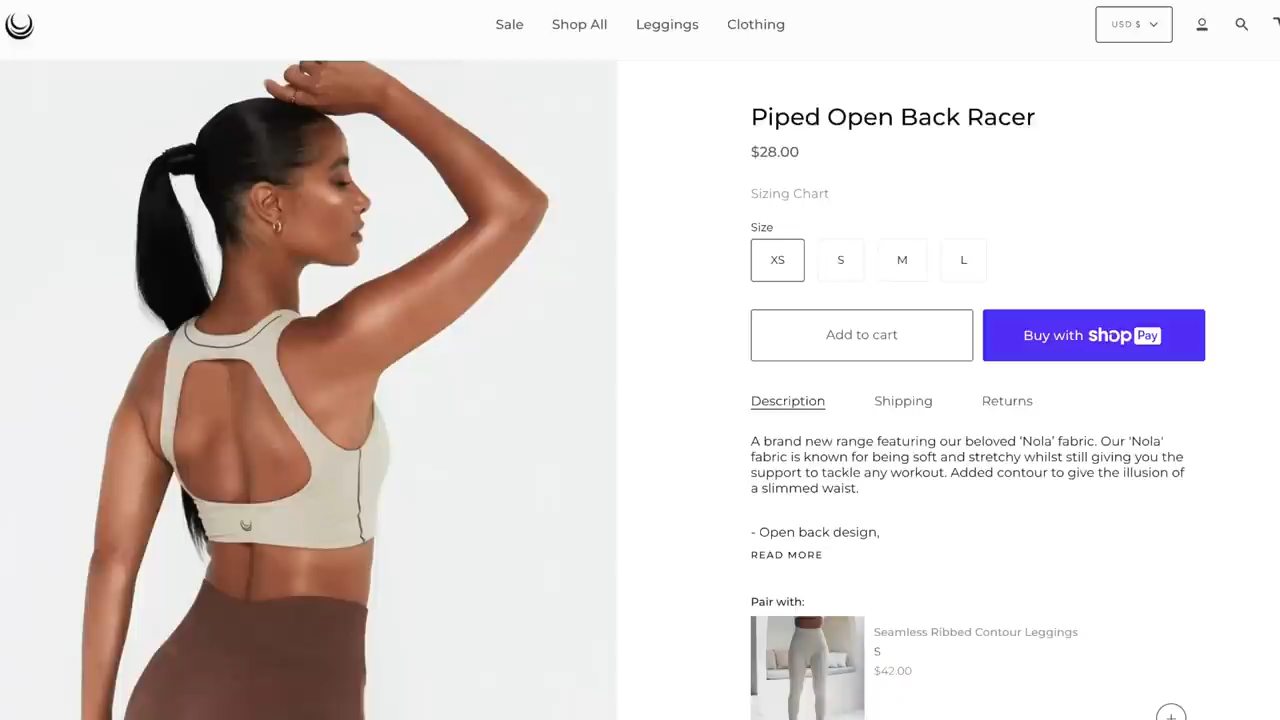 Sale Shop All Leggings Clothing USD $
Piped Open Back Racer
$28.00
Sizing Chart
Size
XS S M L
Add to cart Buy with shop Pay
Description Shipping Returns
A brand new range featuring our beloved 'Nola' fabric. Our 'Nola'
fabric is known for being soft and stretchy whilst still giving you the
support to tackle any workout. Added contour to give the illusion of
a slimmed waist.
- Open back design,
READ MORE
Pair with:
Seamless Ribbed Contour Leggings
S
$42.00